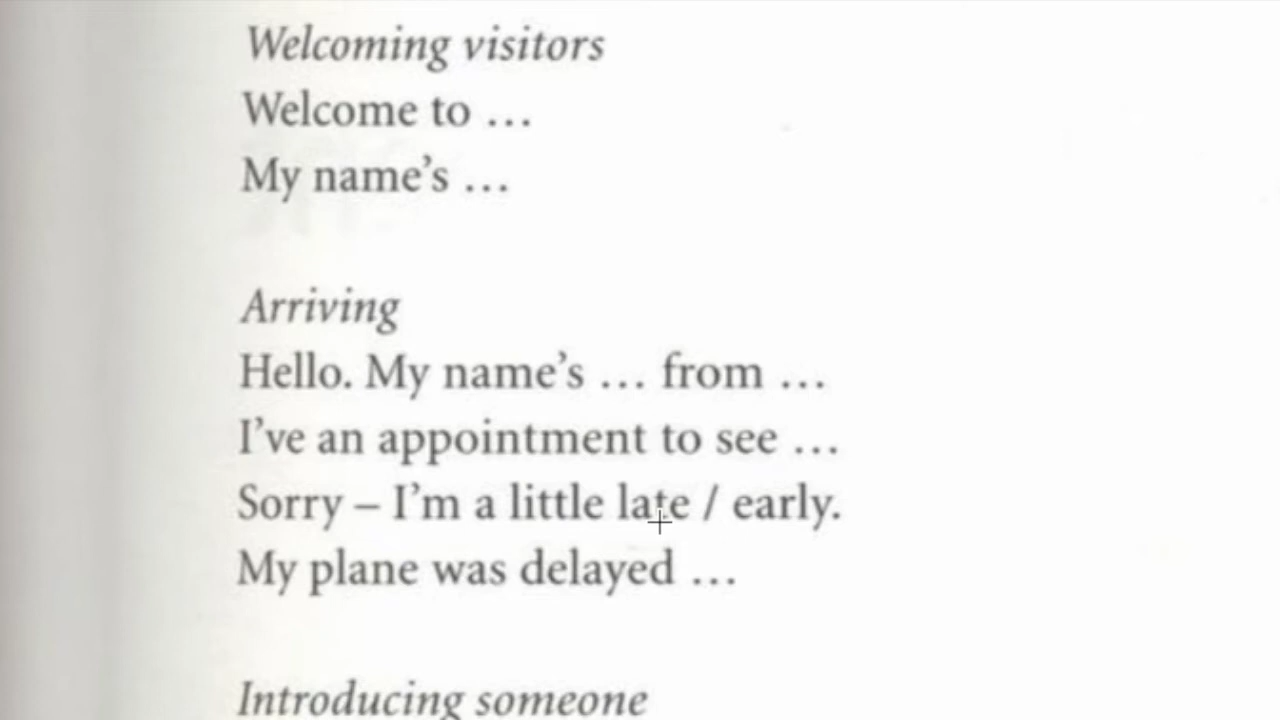 Welcoming visitors
Welcome to …
My name’s …
Arriving
Hello. My name’s … from …
I’ve an appointment to see …
Sorry – I’m a little late / early.
My plane was delayed …
Introducing someone